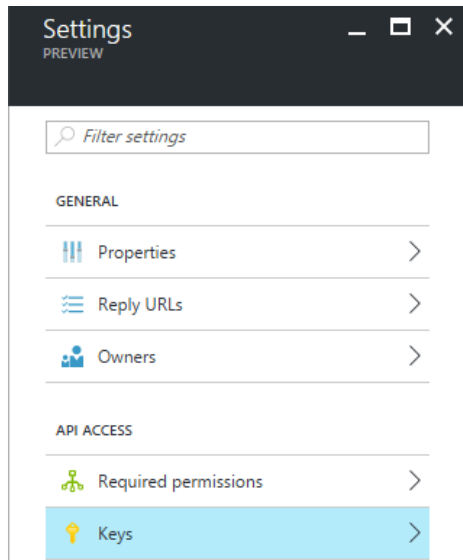 Settings
PREVIEW
Filter settings
GENERAL
Properties
Reply URLs
Owners
API ACCESS
Required permissions
Keys